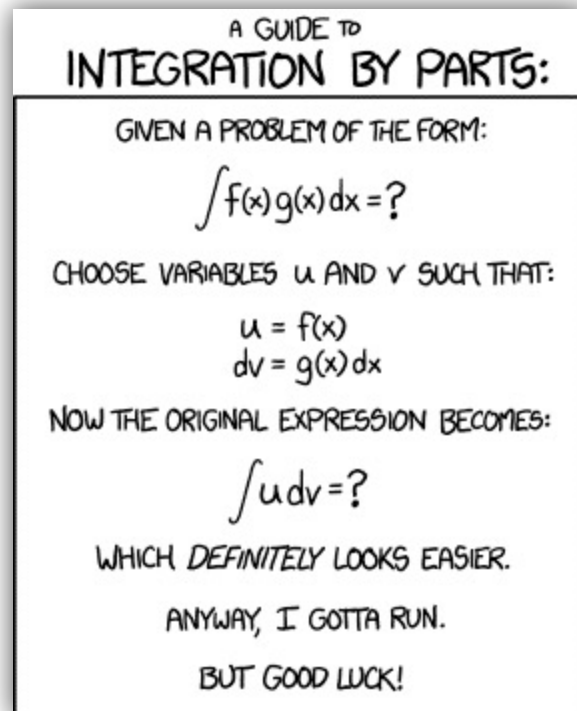 A GUIDE TO
INTEGRATION BY PARTS:
GIVEN A PROBLEM OF THE FORM:
∫f(x)g(x)dx=?
CHOOSE VARIABLES u AND v SUCH THAT:
u = f(x)
dv = g(x)dx
NOW THE ORIGINAL EXPRESSION BECOMES:
∫udv=?
WHICH DEFINITELY LOOKS EASIER.
ANYWAY, I GOTTA RUN.
BUT GOOD LUCK!